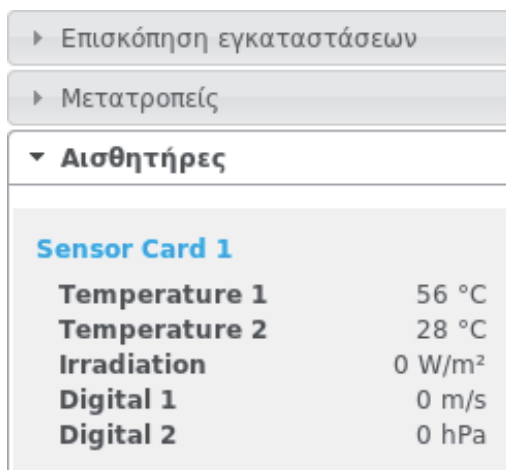 Επισκόπηση εγκαταστάσεων
Μετατροπείς
Αισθητήρες
Sensor Card 1
Temperature 1 56 °C
Temperature 2 28 °C
Irradiation 0 W/m²
Digital 1 0 m/s
Digital 2 0 hPa